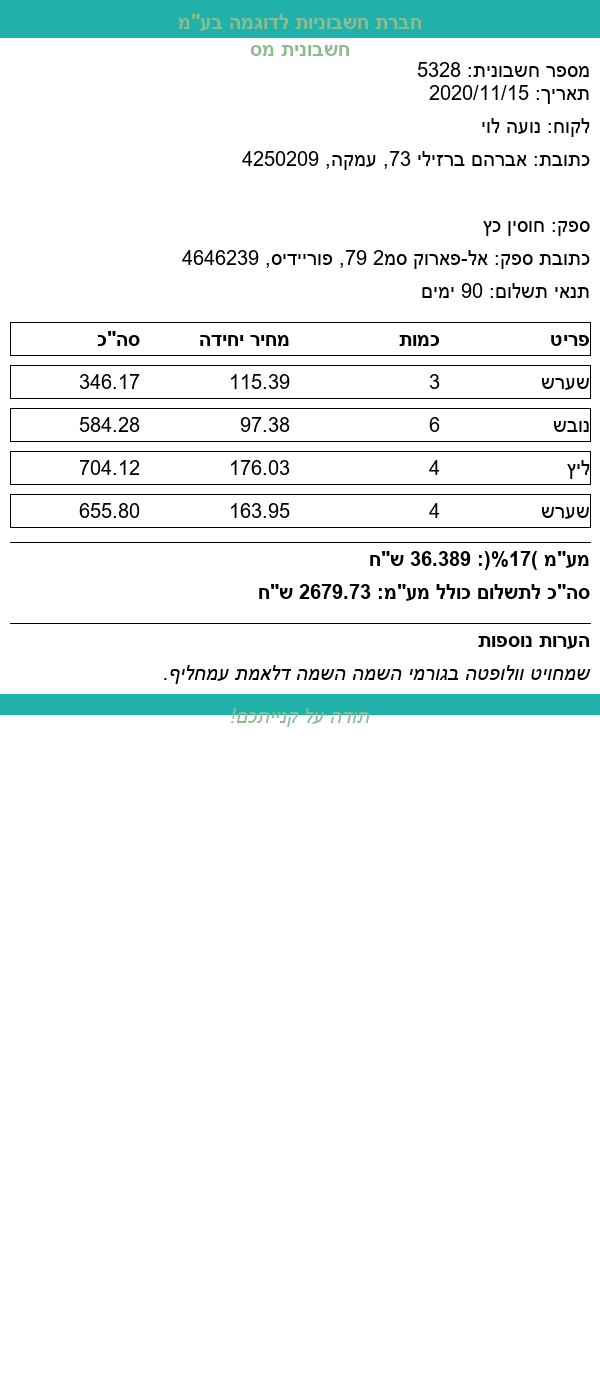 חברת חשבוניות לדוגמה בע"מ
חשבונית מס
מספר חשבונית: 5328
תאריך: 2020/11/15
לקוח: נועה לוי
כתובת: אברהם ברזילי 73, עמקה, 4250209
ספק: חוסין כץ
כתובת ספק: אל-פארוק סמ2 79, פוריידיס, 4646239
תנאי תשלום: 90 ימים
פריט כמות מחיר יחידה סה"כ
שערש 3 115.39 346.17
נובש 6 97.38 584.28
ליץ 4 176.03 704.12
שערש 4 163.95 655.80
מע"מ )17%(: 36.389 ש"ח
סה"כ לתשלום כולל מע"מ: 2679.73 ש"ח
הערות נוספות
שמחויט וולופטה בגורמי השמה השמה דלאמת עמחליף.
תודה על קנייתכם!